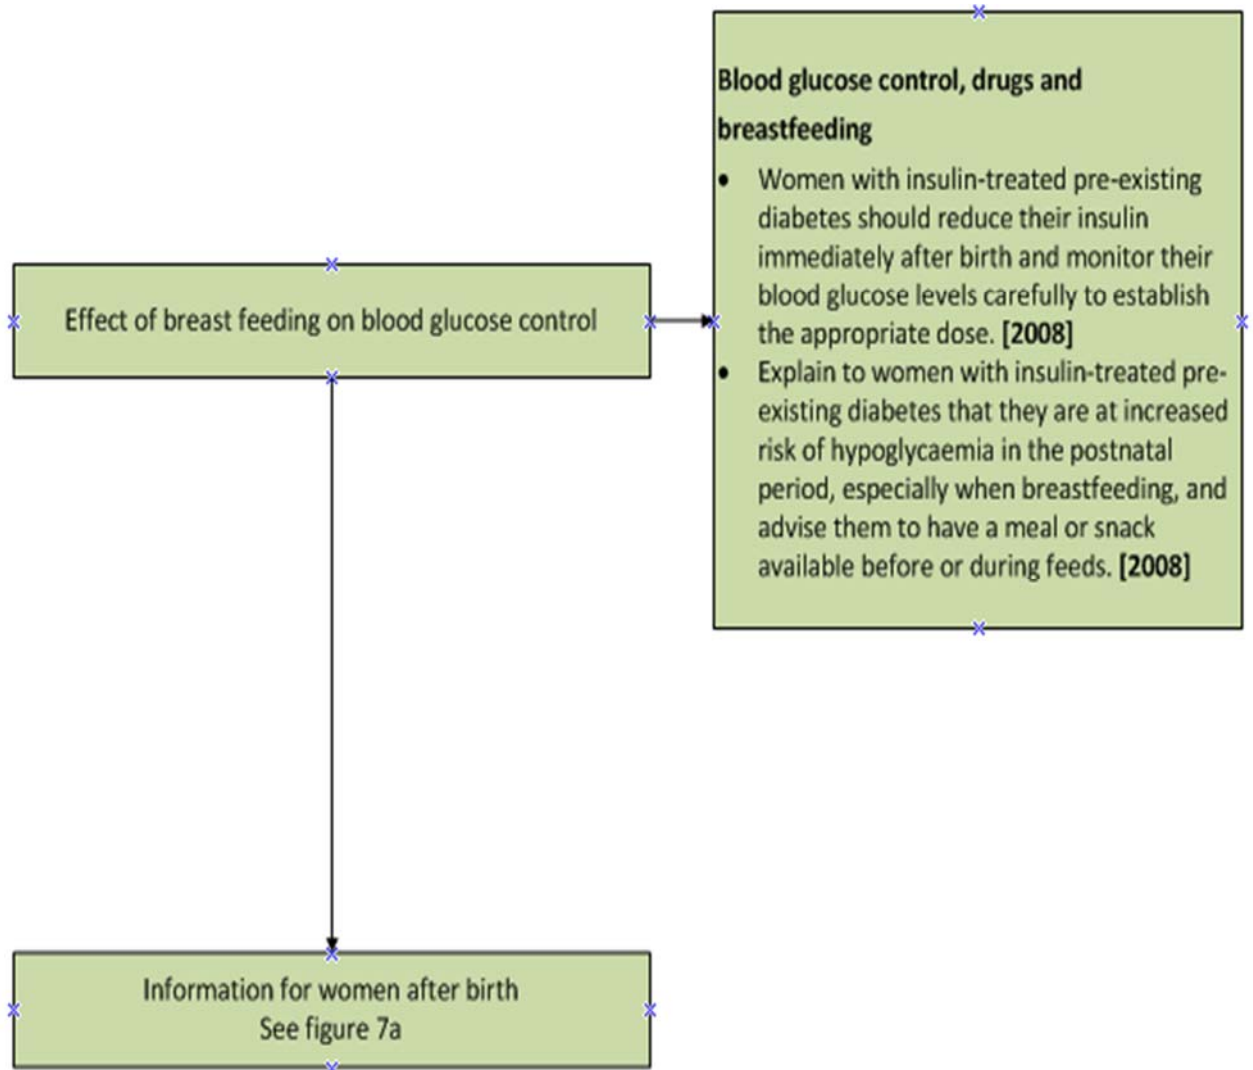 Blood glucose control, drugs and
breastfeeding
• Women with insulin-treated pre-existing
diabetes should reduce their insulin
immediately after birth and monitor their
blood glucose levels carefully to establish
the appropriate dose. [2008]
• Explain to women with insulin-treated pre-
existing diabetes that they are at increased
risk of hypoglycaemia in the postnatal
period, especially when breastfeeding, and
advise them to have a meal or snack
available before or during feeds. [2008]
Effect of breast feeding on blood glucose control
Information for women after birth
See figure 7a